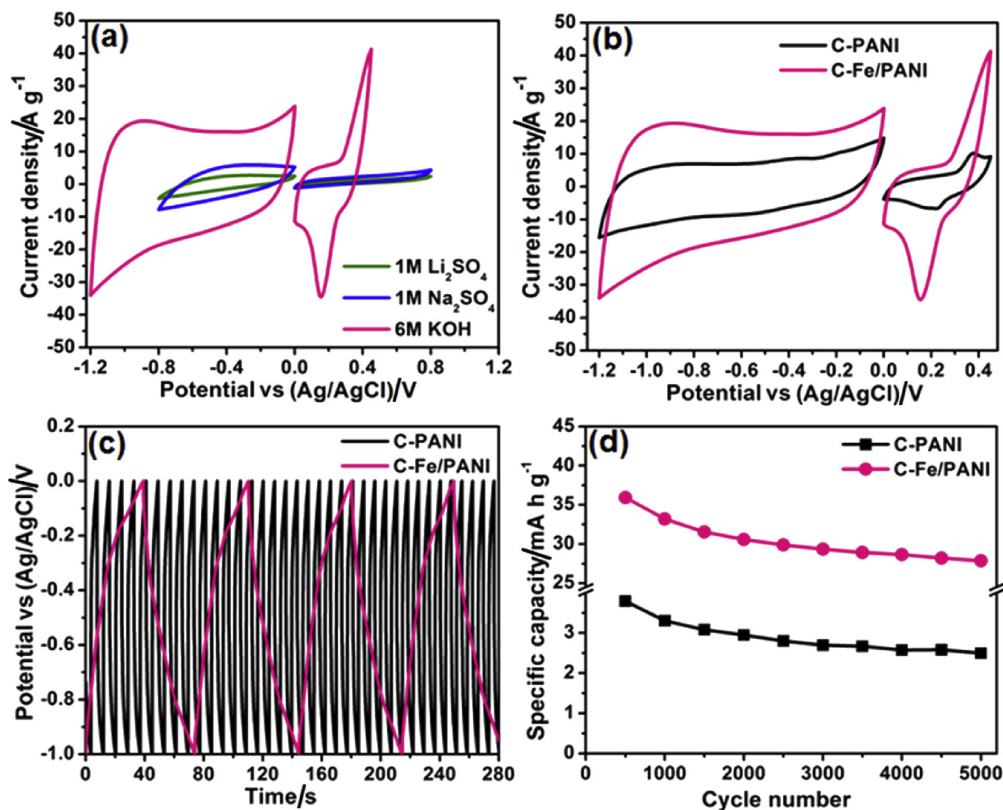 (a)
50
40
30
20
10
0
-10
-20
-30
-40
-50
Current density/A g⁻¹
1M Li₂SO₄
1M Na₂SO₄
6M KOH
-1.2 -0.8 -0.4 0.0 0.4 0.8 1.2
Potential vs (Ag/AgCl)/V
(b)
C-PANI
C-Fe/PANI
50
40
30
20
10
0
-10
-20
-30
-40
-50
Current density/A g⁻¹
-1.2 -1.0 -0.8 -0.6 -0.4 -0.2 0.0 0.2 0.4
Potential vs (Ag/AgCl)/V
(c)
C-PANI
C-Fe/PANI
0.2
0.0
-0.2
-0.4
-0.6
-0.8
-1.0
Potential vs (Ag/AgCl)/V
0 40 80 120 160 200 240 280
Time/s
(d)
C-PANI
C-Fe/PANI
45
40
35
30
25
3
2
1
0
Specific capacity/mA h g⁻¹
0 1000 2000 3000 4000 5000
Cycle number